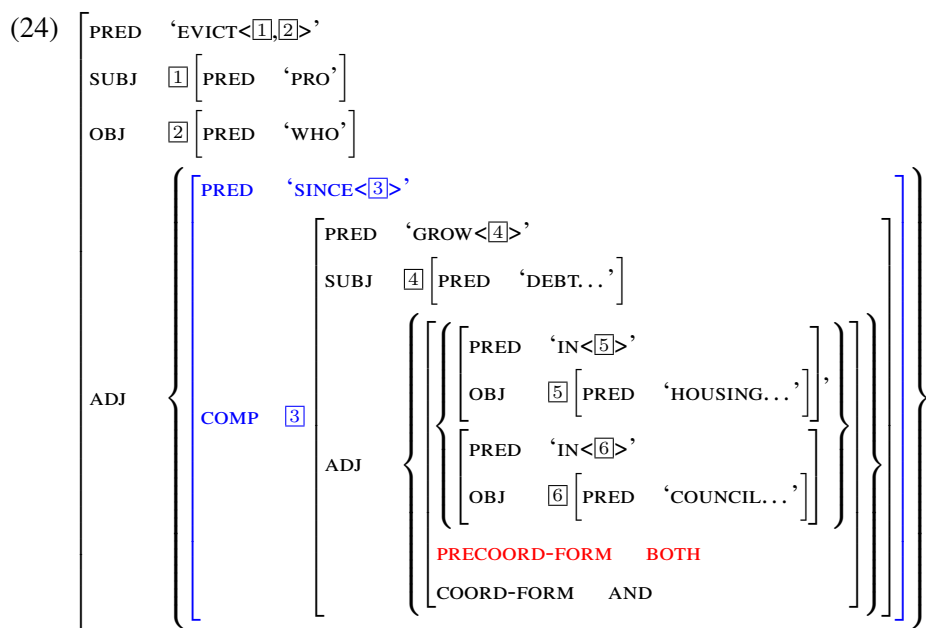 (24) PRED ‘EVICT<1,2>’
SUBJ 1 [PRED ‘PRO’]
OBJ 2 [PRED ‘WHO’]
PRED ‘SINCE<3>’
PRED ‘GROW<4>’
SUBJ 4 [PRED ‘DEBT...’]
PRED ‘IN<5>’
OBJ 5 [PRED ‘HOUSING...’] ,
ADJ COMP 3
PRED ‘IN<6>’
ADJ
OBJ 6 [PRED ‘COUNCIL...’]
PRECOORD-FORM BOTH
COORD-FORM AND